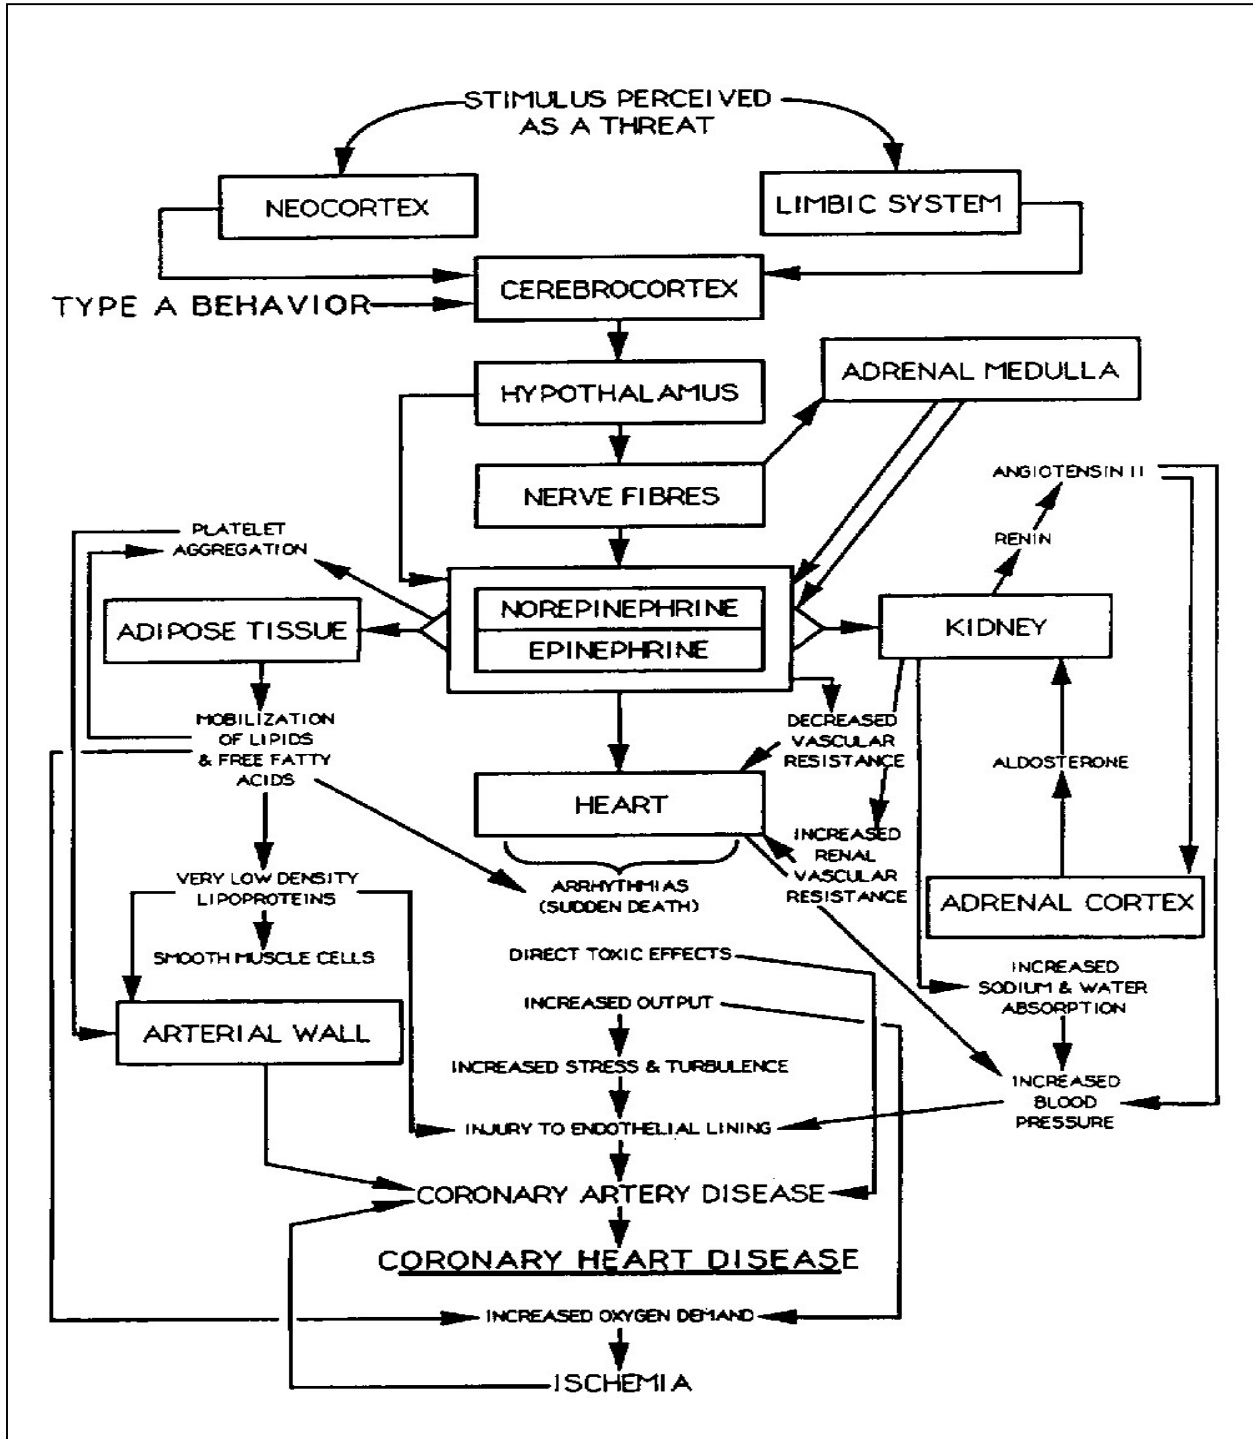 STIMULUS PERCEIVED
AS A THREAT
NEOCORTEX
LIMBIC SYSTEM
CEREBROCORTEX
TYPE A BEHAVIOR
HYPOTHALAMUS
ADRENAL MEDULLA
NERVE FIBRES
ANGIOTENSIN II
RENIN
PLATELET
AGGREGATION
NOREPINEPHRINE
EPINEPHRINE
ADIPOSE TISSUE
KIDNEY
MOBILIZATION
OF LIPIDS
& FREE FATTY
ACIDS
DECREASED
VASCULAR
RESISTANCE
ALDOSTERONE
HEART
INCREASED
RENAL
VASCULAR
RESISTANCE
VERY LOW DENSITY
LIPOPROTEINS
ARRHYTHMIAS
(SUDDEN DEATH)
ADRENAL CORTEX
SMOOTH MUSCLE CELLS
DIRECT TOXIC EFFECTS
INCREASED
SODIUM & WATER
ABSORPTION
INCREASED OUTPUT
ARTERIAL WALL
INCREASED STRESS & TURBULENCE
INCREASED
BLOOD
PRESSURE
INJURY TO ENDOTHELIAL LINING
CORONARY ARTERY DISEASE
CORONARY HEART DISEASE
INCREASED OXYGEN DEMAND
ISCHEMIA